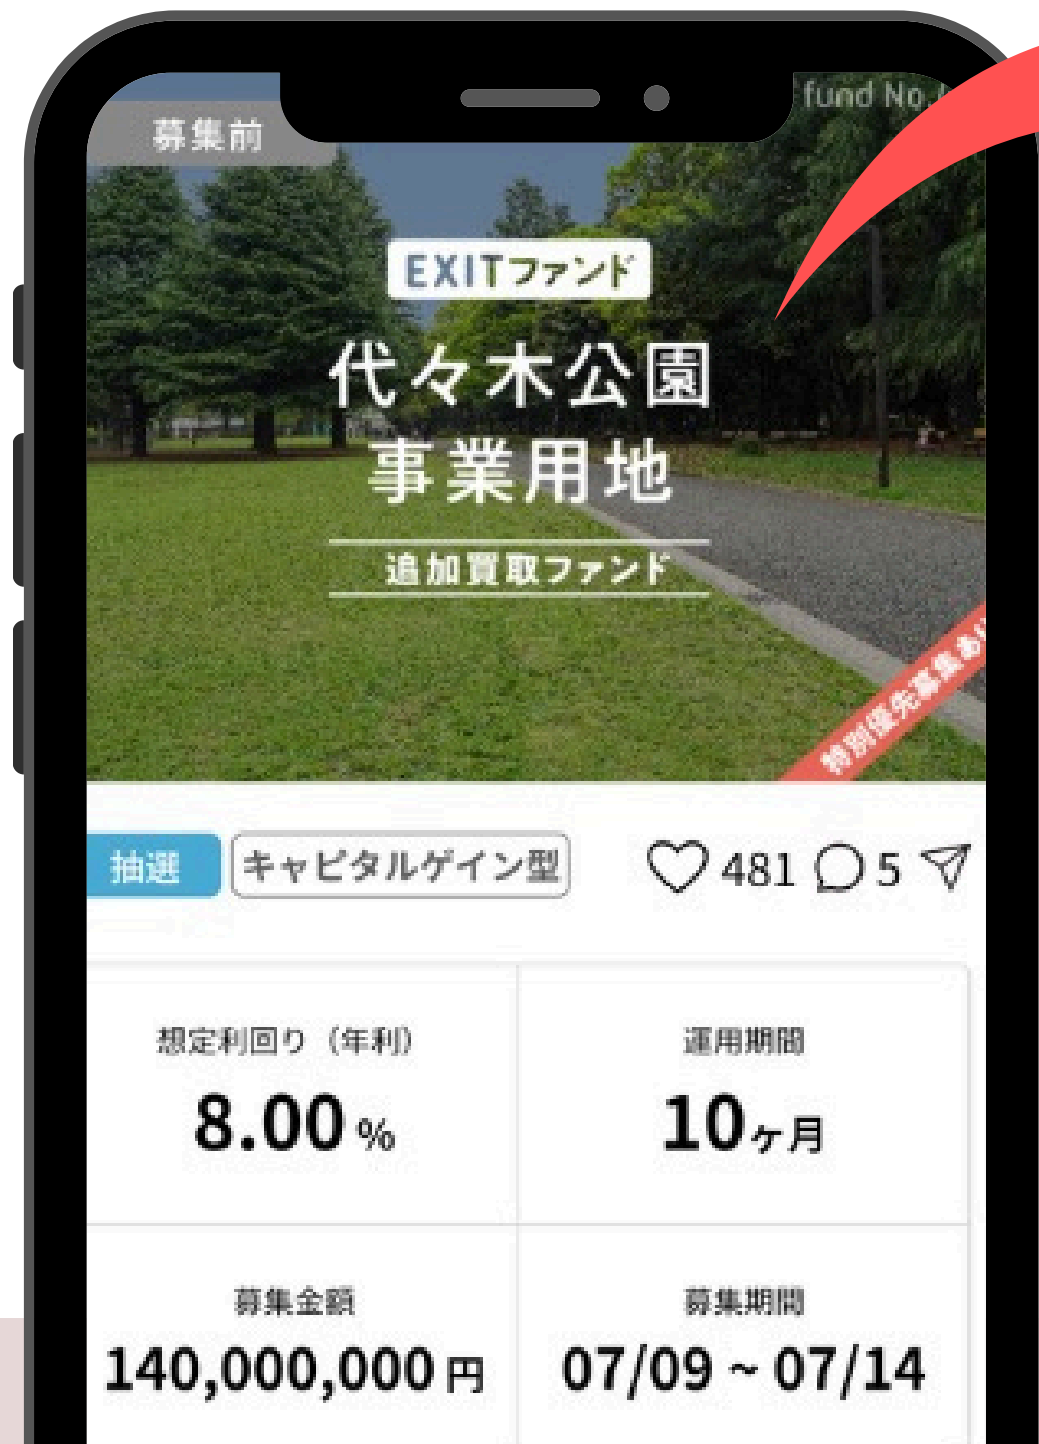 募集前
fund No.
EXITファンド
代々木公園
事業用地
追加買取ファンド
特別優先募集あり
抽選
キャピタルゲイン型
481
5
想定利回り（年利）
運用期間
8.00 %
10ヶ月
募集金額
募集期間
140,000,000 円
07/09 ~ 07/14